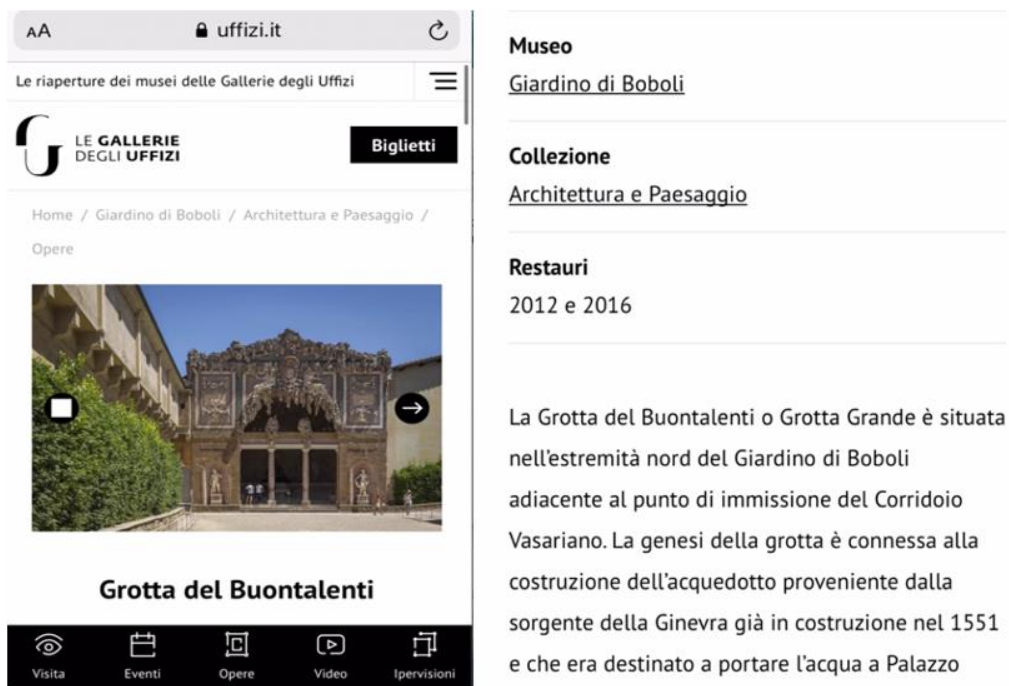 AA
uffizi.it
Le riaperture dei musei delle Gallerie degli Uffizi
LE GALLERIE
DEGLI UFFIZI
Biglietti
Home / Giardino di Boboli / Architettura e Paesaggio /
Opere
Grotta del Buontalenti
Visita
Eventi
Opere
Video
Ipervisioni
Museo
Giardino di Boboli
Collezione
Architettura e Paesaggio
Restauri
2012 e 2016
La Grotta del Buontalenti o Grotta Grande è situata
nell'estremità nord del Giardino di Boboli
adiacente al punto di immissione del Corridoio
Vasariano. La genesi della grotta è connessa alla
costruzione dell'acquedotto proveniente dalla
sorgente della Ginevra già in costruzione nel 1551
e che era destinato a portare l'acqua a Palazzo